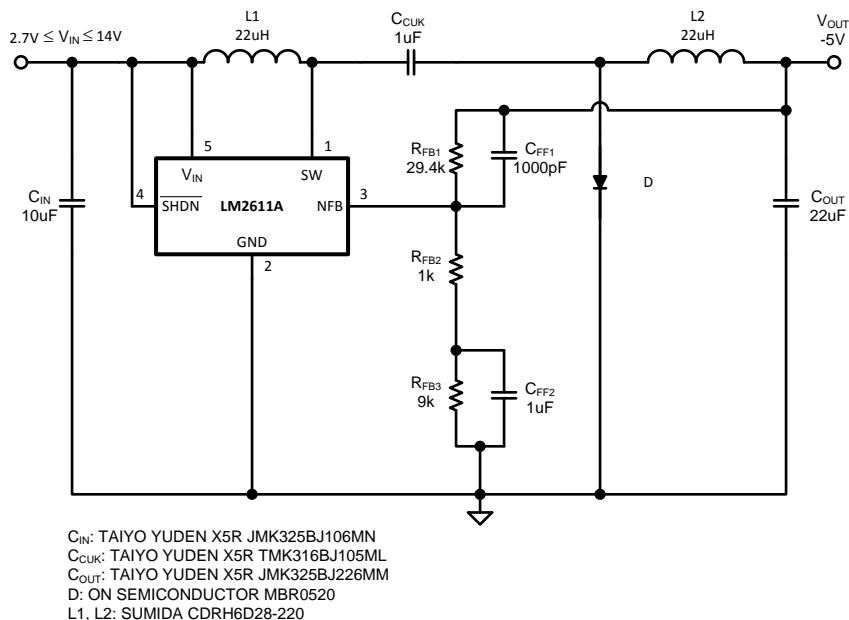 2.7V ≤ VIN ≤ 14V
L1
22uH
CCUK
1uF
L2
22uH
VOUT
-5V
5
1
VIN
SW
4
SHDN
LM2611A
NFB
3
GND
2
CIN
10uF
RFB1
29.4k
CFF1
1000pF
D
COUT
22uF
RFB2
1k
RFB3
9k
CFF2
1uF
CIN: TAIYO YUDEN X5R JMK325BJ106MN
CCUK: TAIYO YUDEN X5R TMK316BJ105ML
COUT: TAIYO YUDEN X5R JMK325BJ226MM
D: ON SEMICONDUCTOR MBR0520
L1, L2: SUMIDA CDRH6D28-220